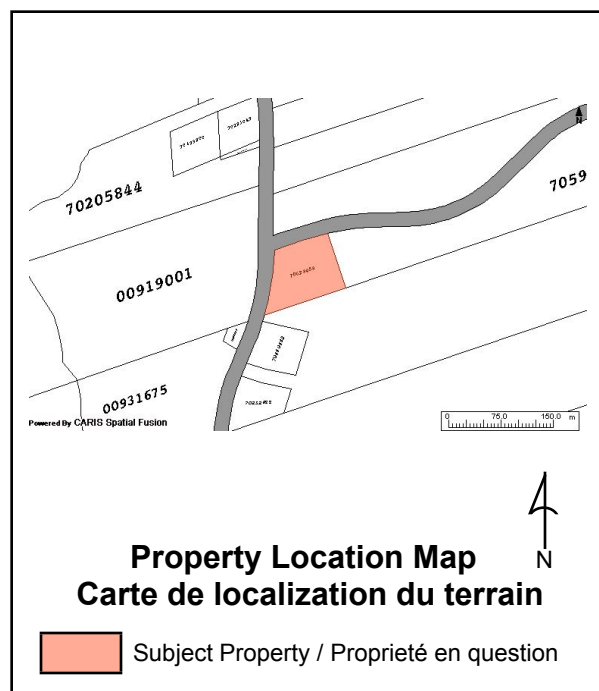 N
70205844
7059
00919001
00931675
Powered By CARIS Spatial Fusion
0 75.0 150.0 m
N
Property Location Map
Carte de localization du terrain
Subject Property / Proprieté en question